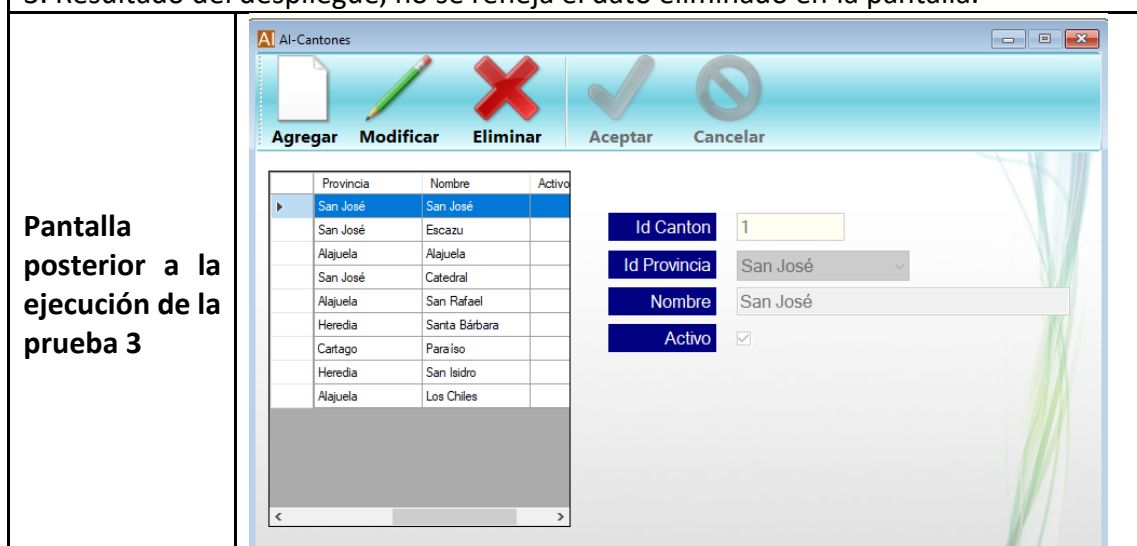 3. Resultado del despliegue, no se refleja el dato eliminado en la pantalla.
AI AI-Cantones
Agregar Modificar Eliminar Aceptar Cancelar
Pantalla
posterior a la
ejecución de la
prueba 3
Provincia Nombre Activo
San José San José
San José Escazu
Alajuela Alajuela
San José Catedral
Alajuela San Rafael
Heredia Santa Bárbara
Cartago Paraíso
Heredia San Isidro
Alajuela Los Chiles
Id Canton 1
Id Provincia San José
Nombre San José
Activo